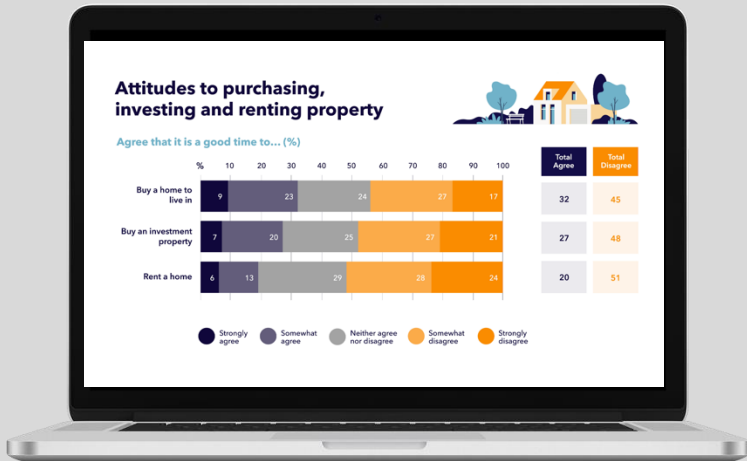 Attitudes to purchasing,
investing and renting property
Agree that it is a good time to... (%)
% 10 20 30 40 50 60 70 80 90 100
Total
Agree
Total
Disagree
Buy a home to
live in
9 23 24 27 17
32 45
Buy an investment
property
7 20 25 27 21
27 48
Rent a home
6 13 29 28 24
20 51
Strongly
agree
Somewhat
agree
Neither agree
nor disagree
Somewhat
disagree
Strongly
disagree